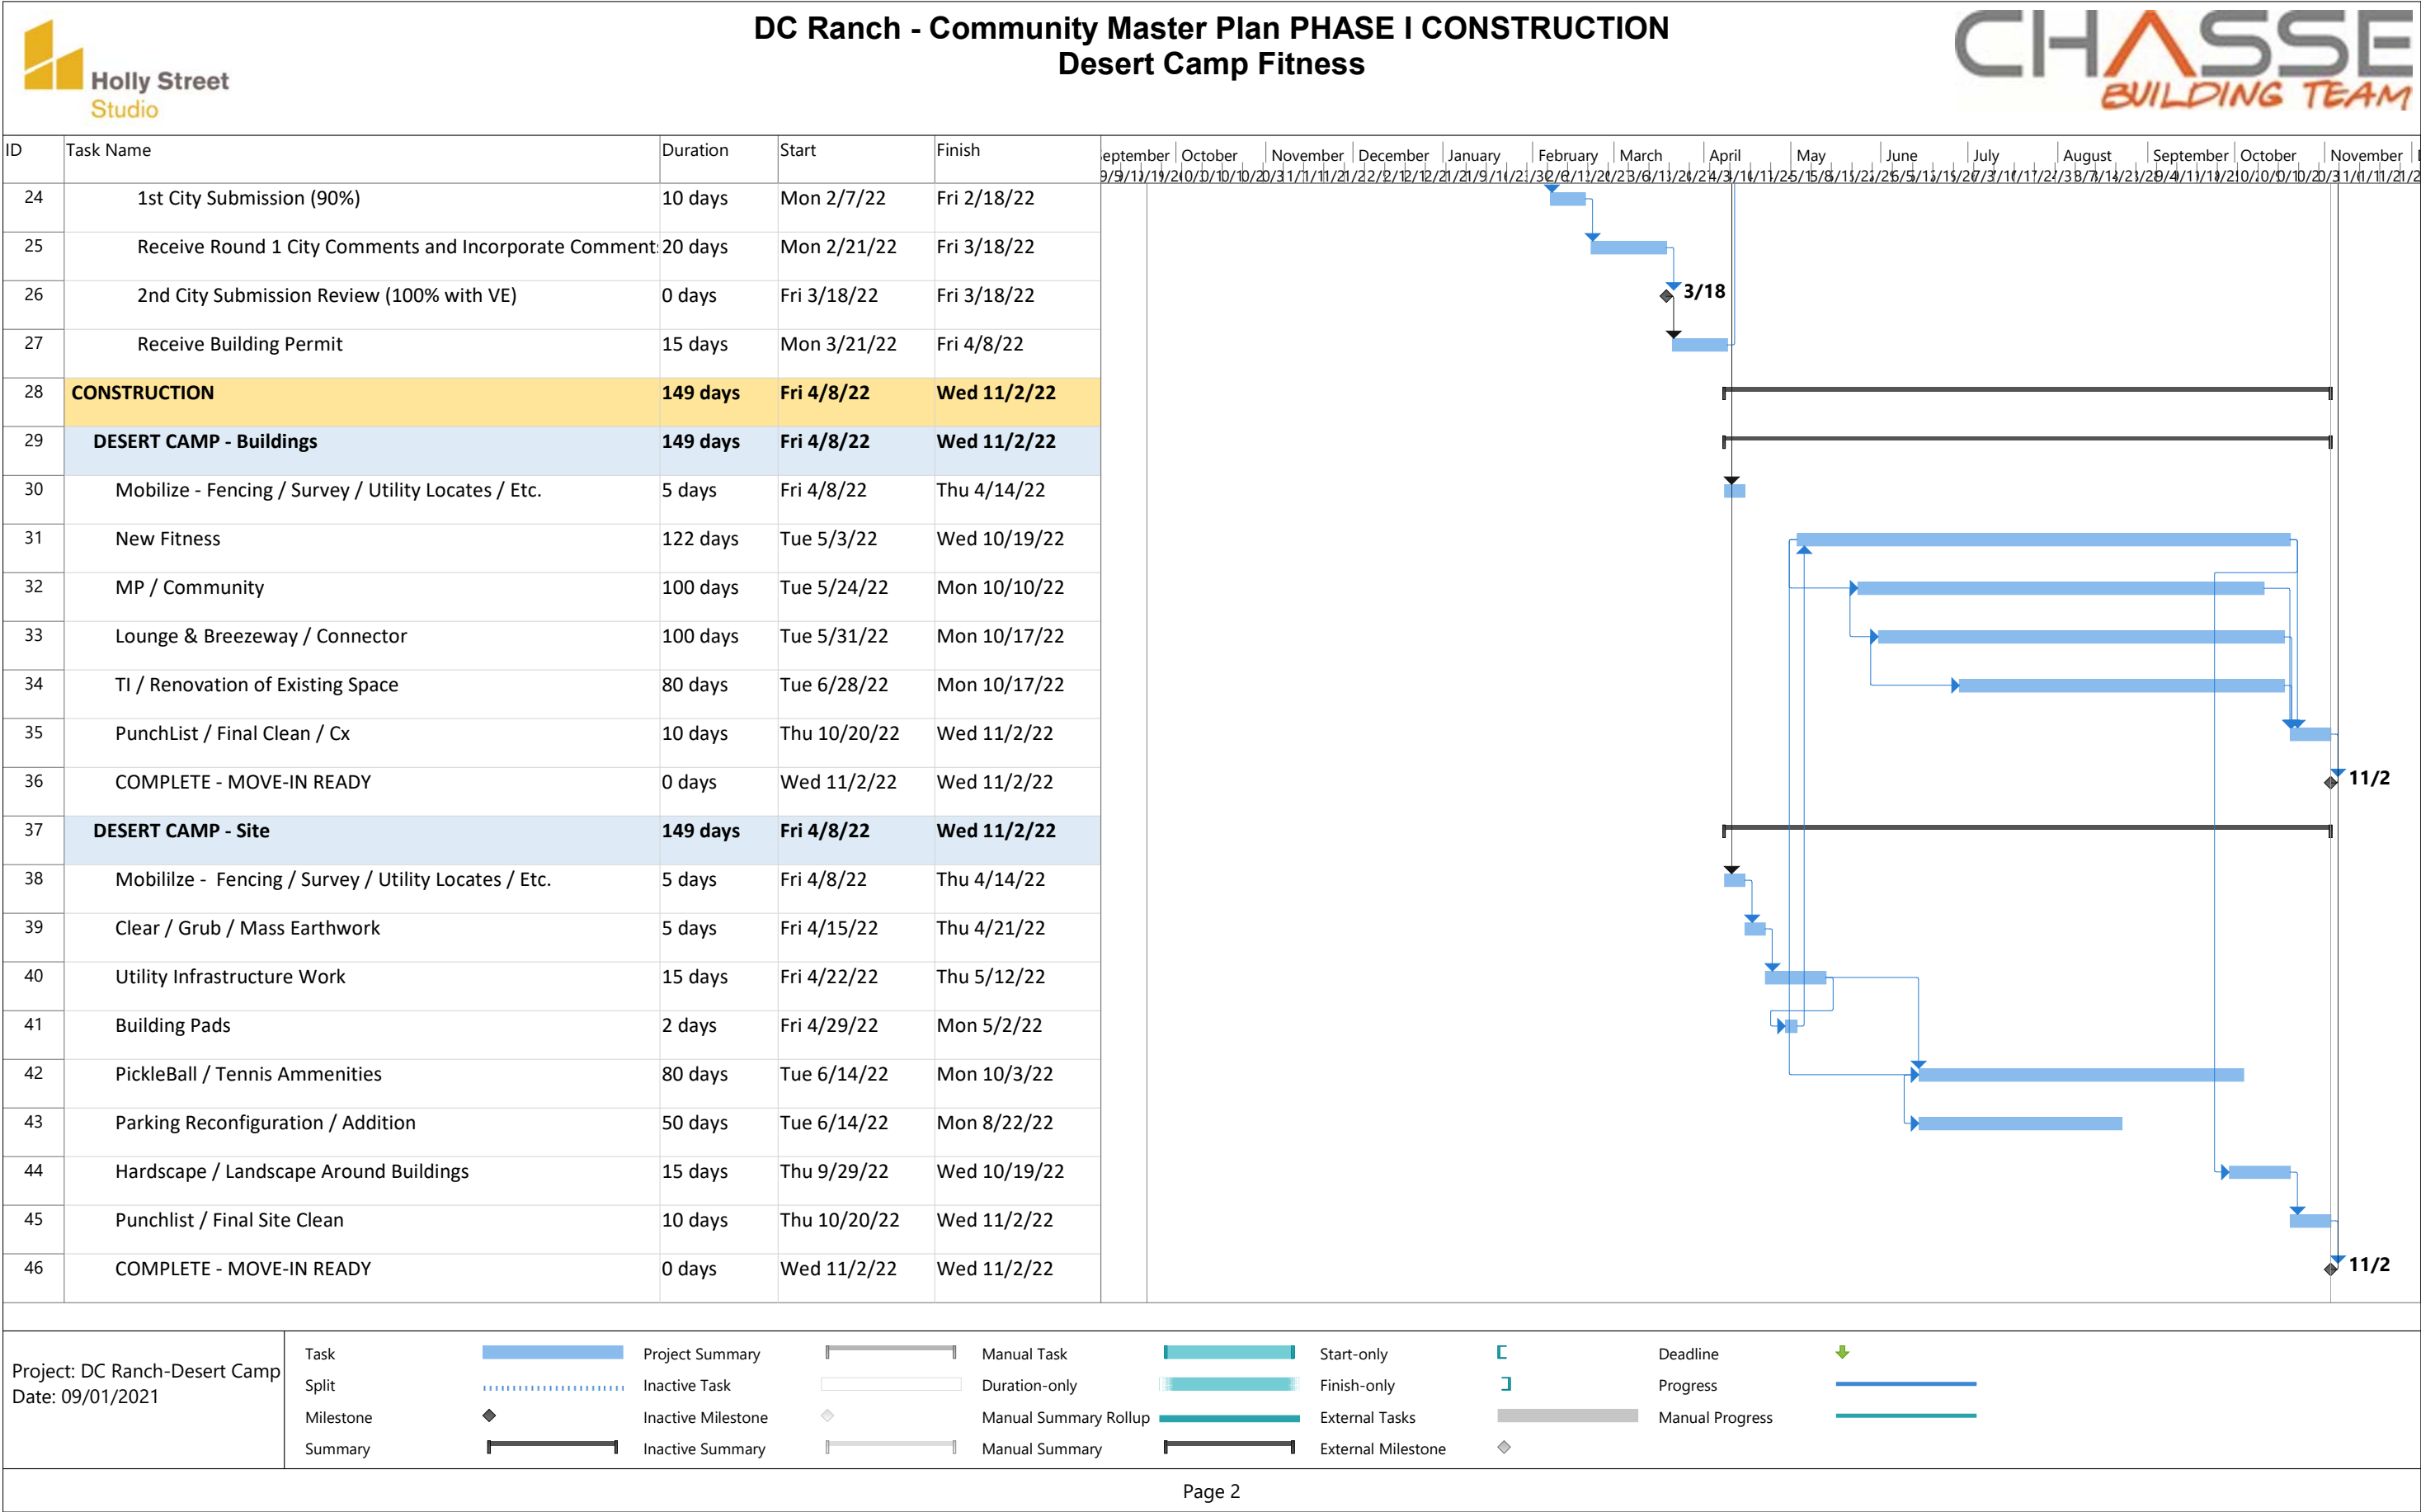 DC Ranch - Community Master Plan PHASE I CONSTRUCTION
Desert Camp Fitness
Holly Street
Studio
CHASSE
BUILDING TEAM
ID Task Name Duration Start Finish
eptember October November December January February March April May June July August September October November
24 1st City Submission (90%) 10 days Mon 2/7/22 Fri 2/18/22
25 Receive Round 1 City Comments and Incorporate Comment 20 days Mon 2/21/22 Fri 3/18/22
26 2nd City Submission Review (100% with VE) 0 days Fri 3/18/22 Fri 3/18/22 3/18
27 Receive Building Permit 15 days Mon 3/21/22 Fri 4/8/22
28 CONSTRUCTION 149 days Fri 4/8/22 Wed 11/2/22
29 DESERT CAMP - Buildings 149 days Fri 4/8/22 Wed 11/2/22
30 Mobilize - Fencing / Survey / Utility Locates / Etc. 5 days Fri 4/8/22 Thu 4/14/22
31 New Fitness 122 days Tue 5/3/22 Wed 10/19/22
32 MP / Community 100 days Tue 5/24/22 Mon 10/10/22
33 Lounge & Breezeway / Connector 100 days Tue 5/31/22 Mon 10/17/22
34 TI / Renovation of Existing Space 80 days Tue 6/28/22 Mon 10/17/22
35 PunchList / Final Clean / Cx 10 days Thu 10/20/22 Wed 11/2/22
36 COMPLETE - MOVE-IN READY 0 days Wed 11/2/22 Wed 11/2/22 11/2
37 DESERT CAMP - Site 149 days Fri 4/8/22 Wed 11/2/22
38 Mobililze - Fencing / Survey / Utility Locates / Etc. 5 days Fri 4/8/22 Thu 4/14/22
39 Clear / Grub / Mass Earthwork 5 days Fri 4/15/22 Thu 4/21/22
40 Utility Infrastructure Work 15 days Fri 4/22/22 Thu 5/12/22
41 Building Pads 2 days Fri 4/29/22 Mon 5/2/22
42 PickleBall / Tennis Ammenities 80 days Tue 6/14/22 Mon 10/3/22
43 Parking Reconfiguration / Addition 50 days Tue 6/14/22 Mon 8/22/22
44 Hardscape / Landscape Around Buildings 15 days Thu 9/29/22 Wed 10/19/22
45 Punchlist / Final Site Clean 10 days Thu 10/20/22 Wed 11/2/22
46 COMPLETE - MOVE-IN READY 0 days Wed 11/2/22 Wed 11/2/22 11/2
Project: DC Ranch-Desert Camp
Date: 09/01/2021
Task Project Summary Manual Task Start-only Deadline
Split Inactive Task Duration-only Finish-only Progress
Milestone Inactive Milestone Manual Summary Rollup External Tasks Manual Progress
Summary Inactive Summary Manual Summary External Milestone
Page 2